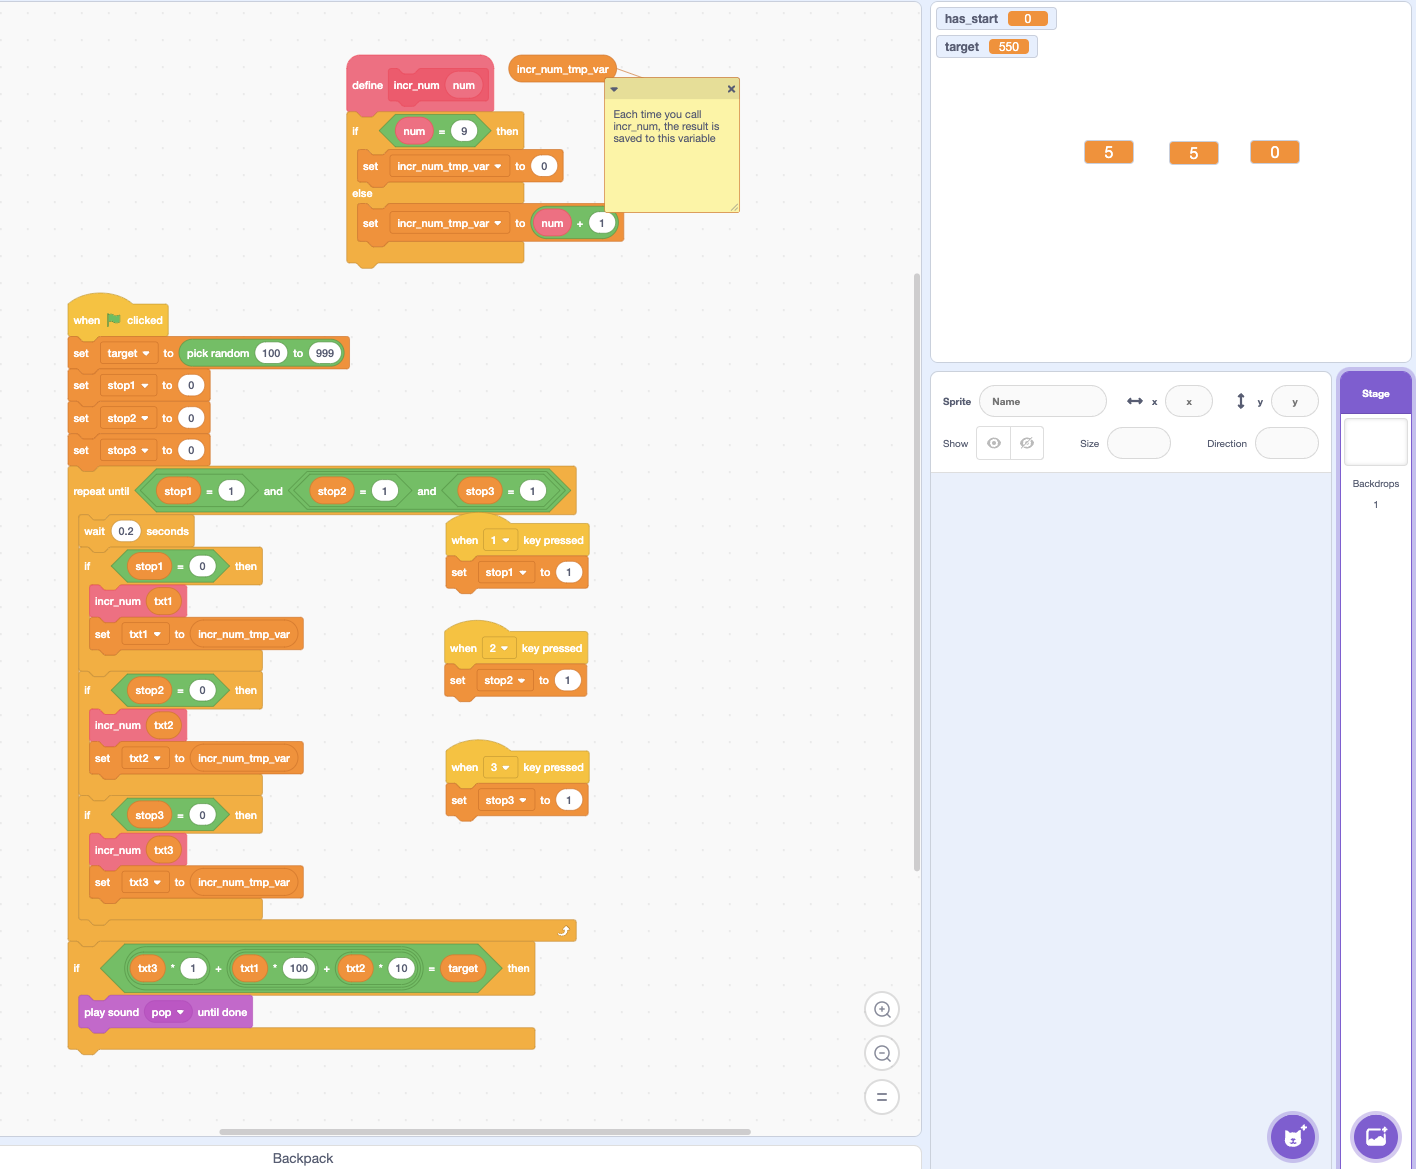 define incr_num num
if num = 9 then
set incr_num_tmp_var to 0
else
set incr_num_tmp_var to num + 1
incr_num_tmp_var
Each time you call
incr_num, the result is
saved to this variable
when clicked
set target to pick random 100 to 999
set stop1 to 0
set stop2 to 0
set stop3 to 0
repeat until stop1 = 1 and stop2 = 1 and stop3 = 1
wait 0.2 seconds
if stop1 = 0 then
incr_num txt1
set txt1 to incr_num_tmp_var
if stop2 = 0 then
incr_num txt2
set txt2 to incr_num_tmp_var
if stop3 = 0 then
incr_num txt3
set txt3 to incr_num_tmp_var
if txt3 * 1 + txt1 * 100 + txt2 * 10 = target then
play sound pop until done
when 1 key pressed
set stop1 to 1
when 2 key pressed
set stop2 to 1
when 3 key pressed
set stop3 to 1
Backpack
has_start 0
target 550
5 5 0
Sprite Name x x y y
Show Size Direction
Stage
Backdrops
1